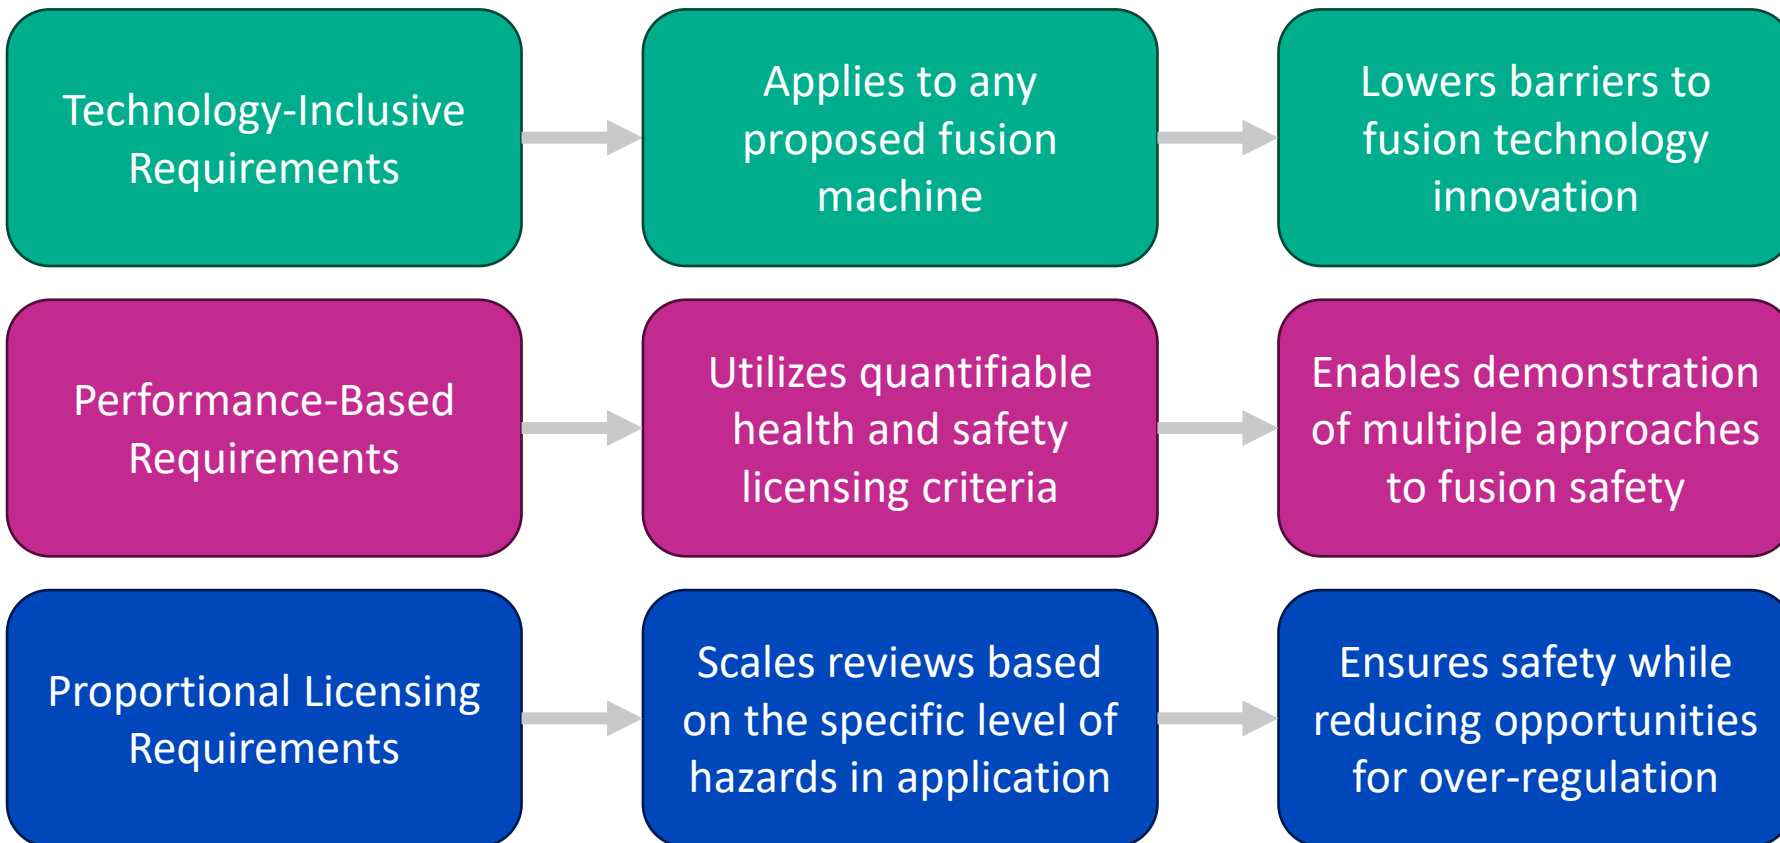 Technology-Inclusive
Requirements
Applies to any
proposed fusion
machine
Lowers barriers to
fusion technology
innovation
Performance-Based
Requirements
Utilizes quantifiable
health and safety
licensing criteria
Enables demonstration
of multiple approaches
to fusion safety
Proportional Licensing
Requirements
Scales reviews based
on the specific level of
hazards in application
Ensures safety while
reducing opportunities
for over-regulation